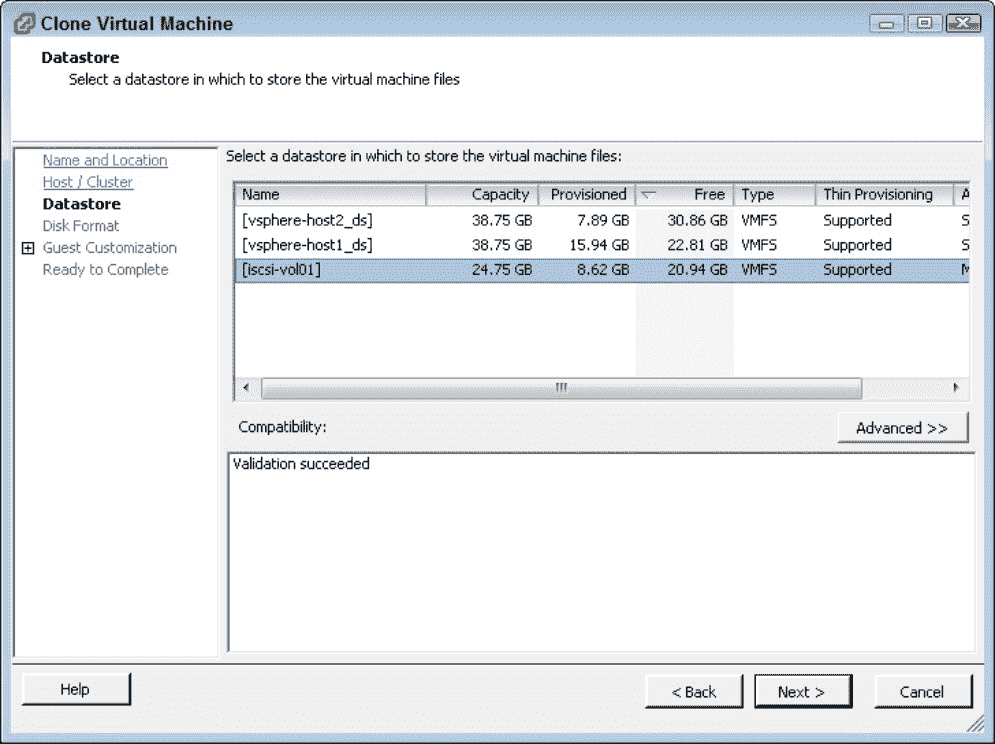 Clone Virtual Machine
Datastore
Select a datastore in which to store the virtual machine files
Name and Location
Host / Cluster
Datastore
Disk Format
Guest Customization
Ready to Complete
Select a datastore in which to store the virtual machine files:
Name Capacity Provisioned Free Type Thin Provisioning A
[vsphere-host2_ds] 38.75 GB 7.89 GB 30.86 GB VMFS Supported S
[vsphere-host1_ds] 38.75 GB 15.94 GB 22.81 GB VMFS Supported S
[iscsi-vol01] 24.75 GB 8.62 GB 20.94 GB VMFS Supported M
Compatibility:
Advanced >>
Validation succeeded
Help
< Back
Next >
Cancel